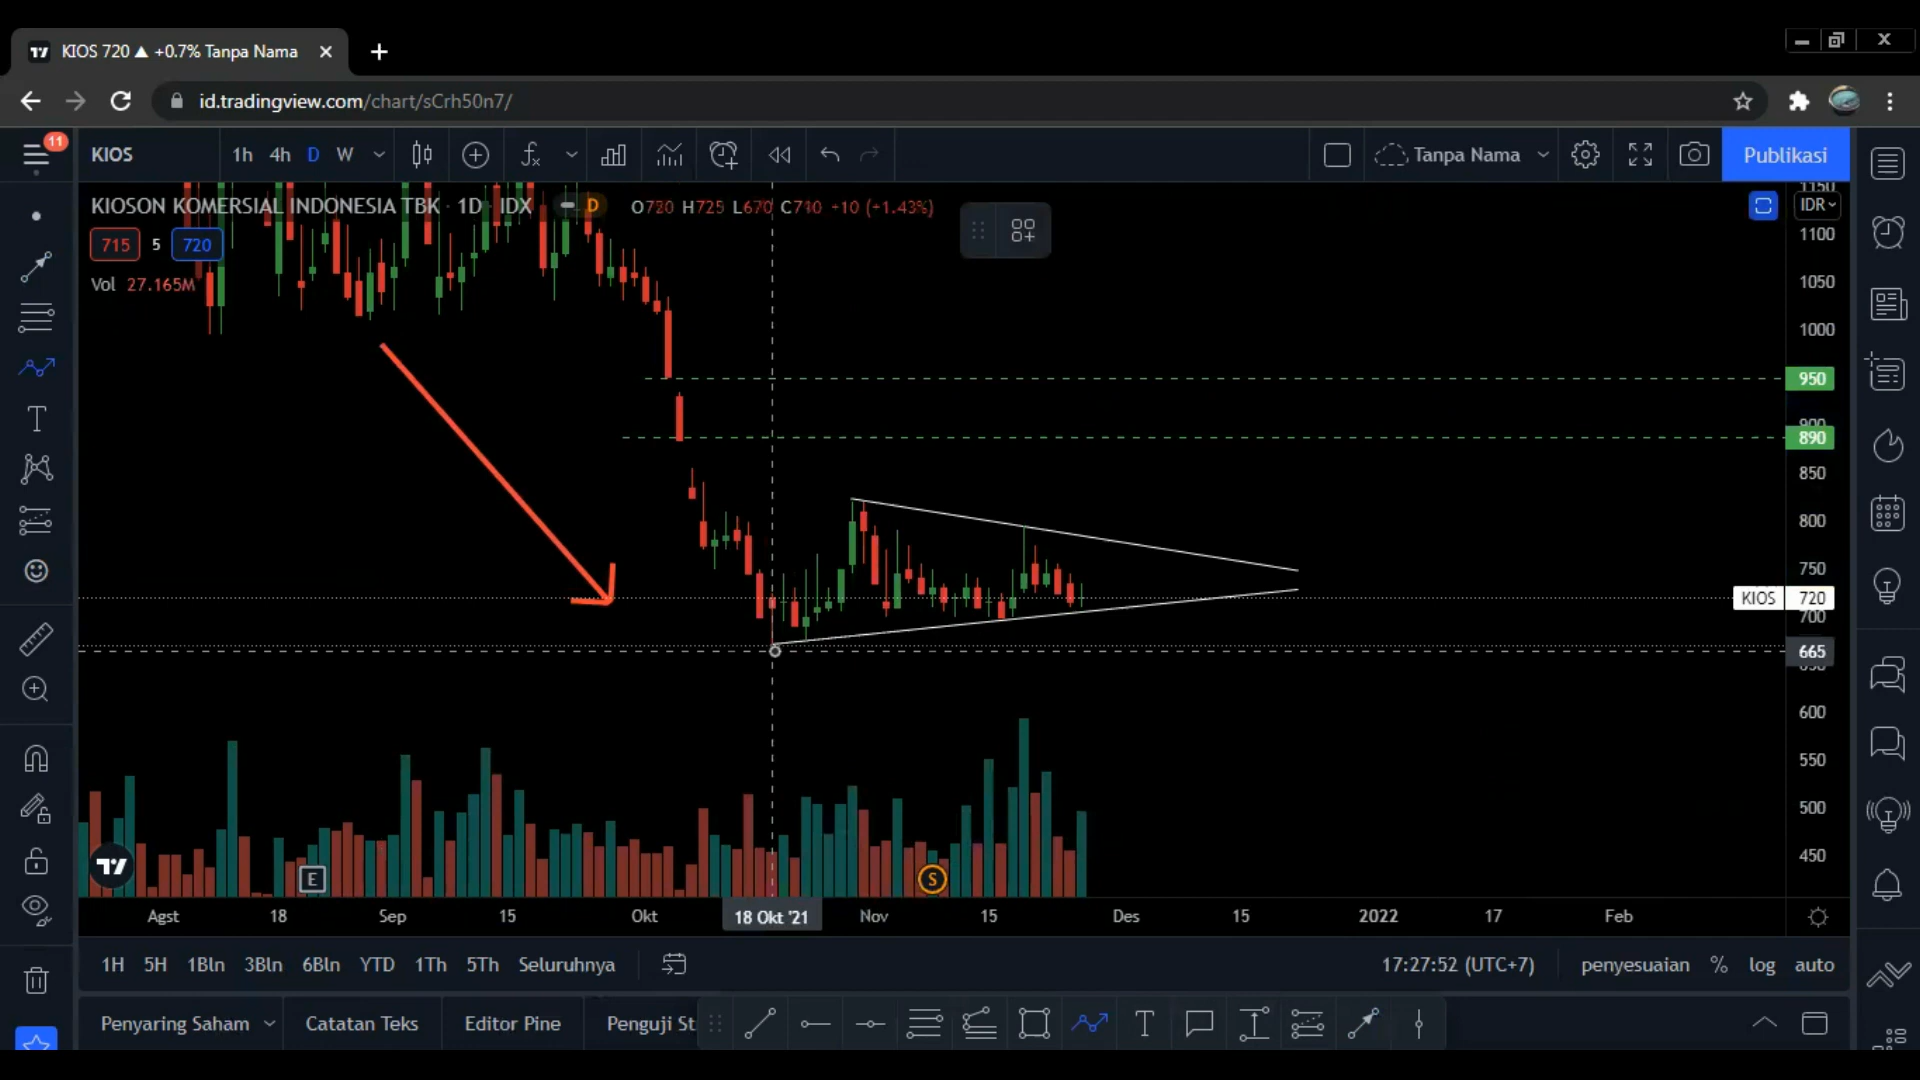 KIOS 720 ▲ +0.7% Tanpa Nama
id.tradingview.com/chart/sCrh50n7/
11
KIOS 1h 4h D W Tanpa Nama Publikasi
KIOSON KOMERSIAL INDONESIA TBK · 1D · IDX D O720 H725 L670 C710 +10 (+1.43%)
IDR
715 5 720
Vol 27.165M
1150
1100
1050
1000
950
900
890
850
800
750
KIOS 720
700
665
650
600
550
500
450
E S
Agst 18 Sep 15 Okt 18 Okt '21 Nov 15 Des 15 2022 17 Feb
1H 5H 1Bln 3Bln 6Bln YTD 1Th 5Th Seluruhnya 17:27:52 (UTC+7) penyesuaian % log auto
Penyaring Saham Catatan Teks Editor Pine Penguji St